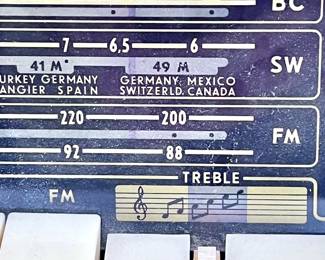 BC
7 6.5 6
41 M 49 M
SW
TURKEY GERMANY GERMANY. MEXICO
TANGIER SPAIN SWITZERLD. CANADA
220 200
FM
92 88
TREBLE
FM